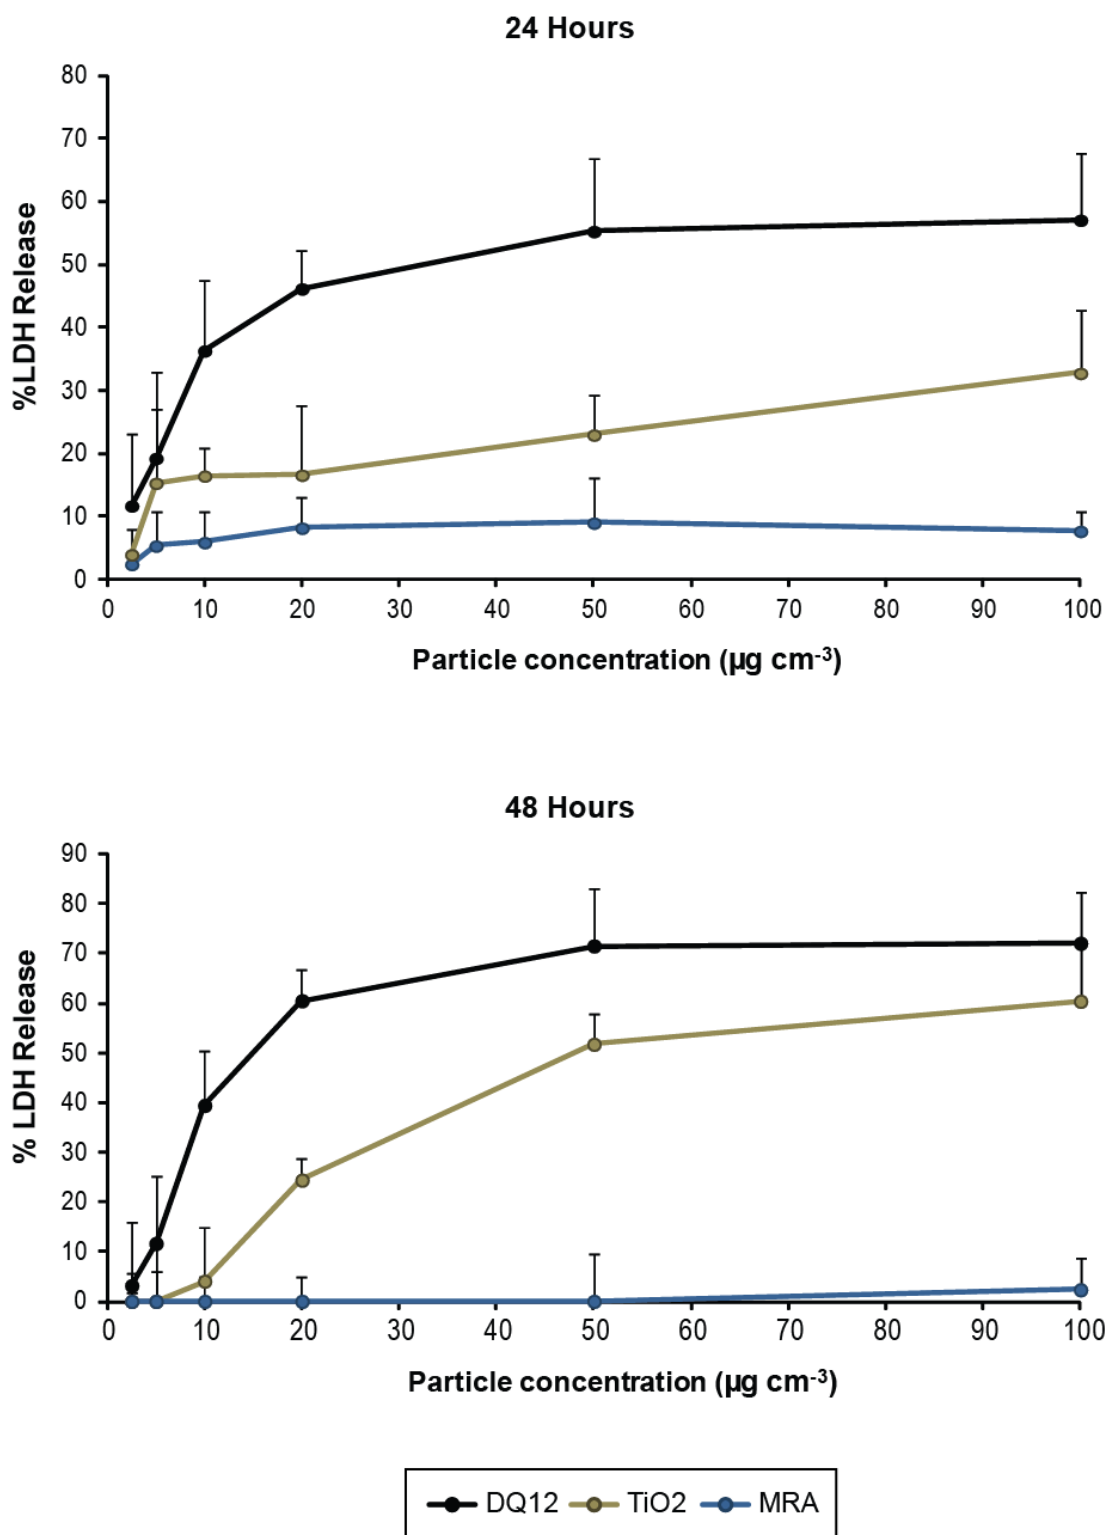 24 Hours
80
70
60
50
40
30
20
10
0
%LDH Release
0 10 20 30 40 50 60 70 80 90 100
Particle concentration (µg cm-3)
48 Hours
90
80
70
60
50
40
30
20
10
0
% LDH Release
0 10 20 30 40 50 60 70 80 90 100
Particle concentration (µg cm-3)
DQ12 TiO2 MRA